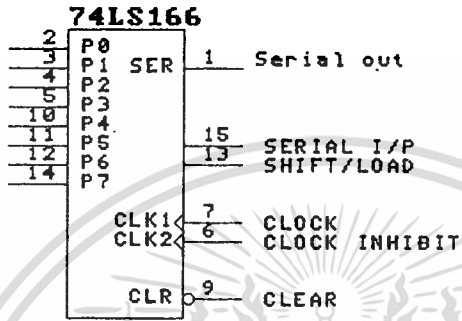 74LS166
2 P0
3 P1 SER 1 Serial out
4 P2
5 P3
10 P4
11 P5 15 SERIAL I/P
12 P6 13 SHIFT/LOAD
14 P7
CLK1 7 CLOCK
CLK2 6 CLOCK INHIBIT
CLR 9 CLEAR